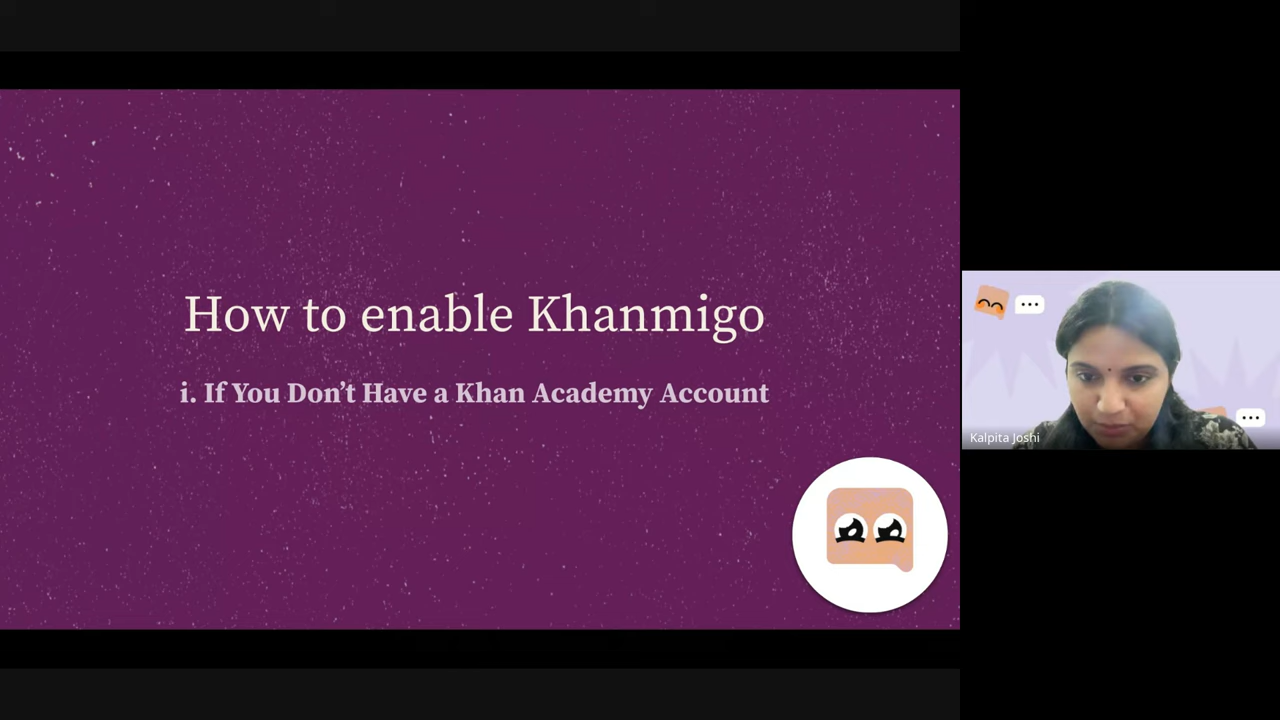 How to enable Khanmigo
i. If You Don’t Have a Khan Academy Account
Kalpita Joshi